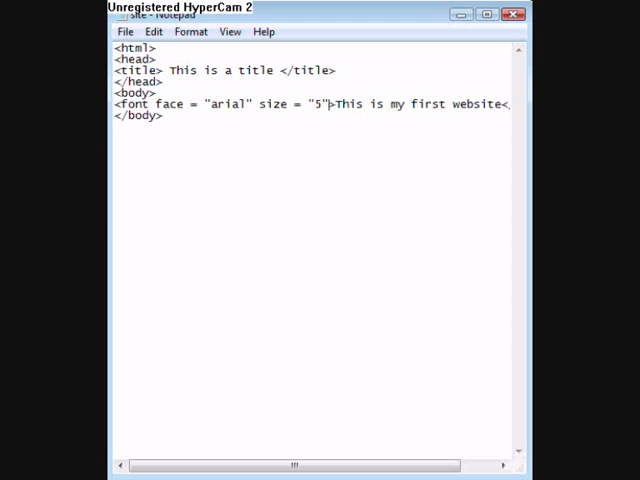 Unregistered HyperCam 2
site - Notepad
File Edit Format View Help
<html>
<head>
<title> This is a title </title>
</head>
<body>
<font face = "arial" size = "5">This is my first website</
</body>